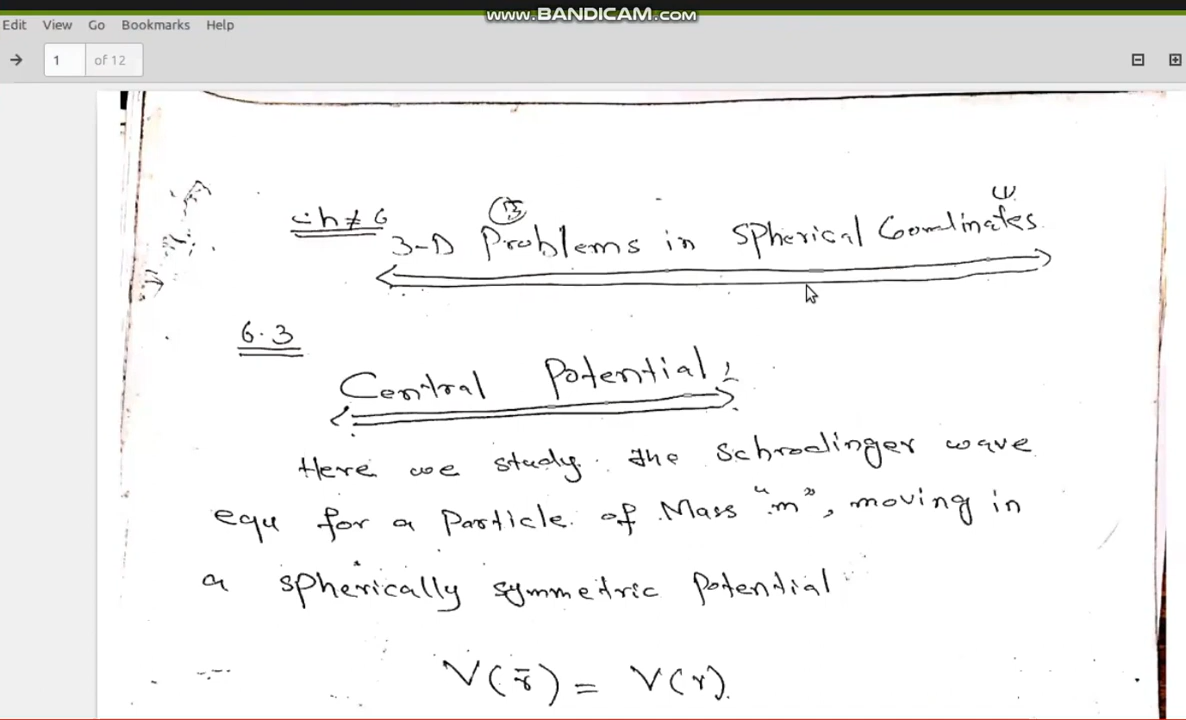 www.BANDICAM.com
Edit View Go Bookmarks Help
1 of 12
Ch # 6
3-D Problems in Spherical Coordinates
6.3
Central Potential:
Here we study the Schrodinger wave
equ for a Particle of Mass "m", moving in
a spherically symmetric potential
V(r̄) = V(r).